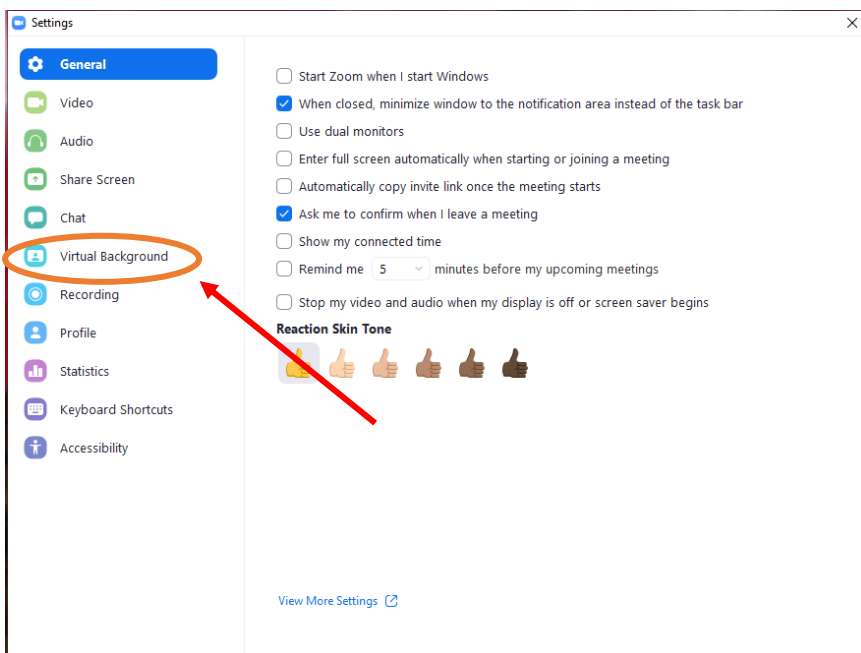 Settings
General
Video
Audio
Share Screen
Chat
Virtual Background
Recording
Profile
Statistics
Keyboard Shortcuts
Accessibility
Start Zoom when I start Windows
When closed, minimize window to the notification area instead of the task bar
Use dual monitors
Enter full screen automatically when starting or joining a meeting
Automatically copy invite link once the meeting starts
Ask me to confirm when I leave a meeting
Show my connected time
Remind me 5 minutes before my upcoming meetings
Stop my video and audio when my display is off or screen saver begins
Reaction Skin Tone
View More Settings